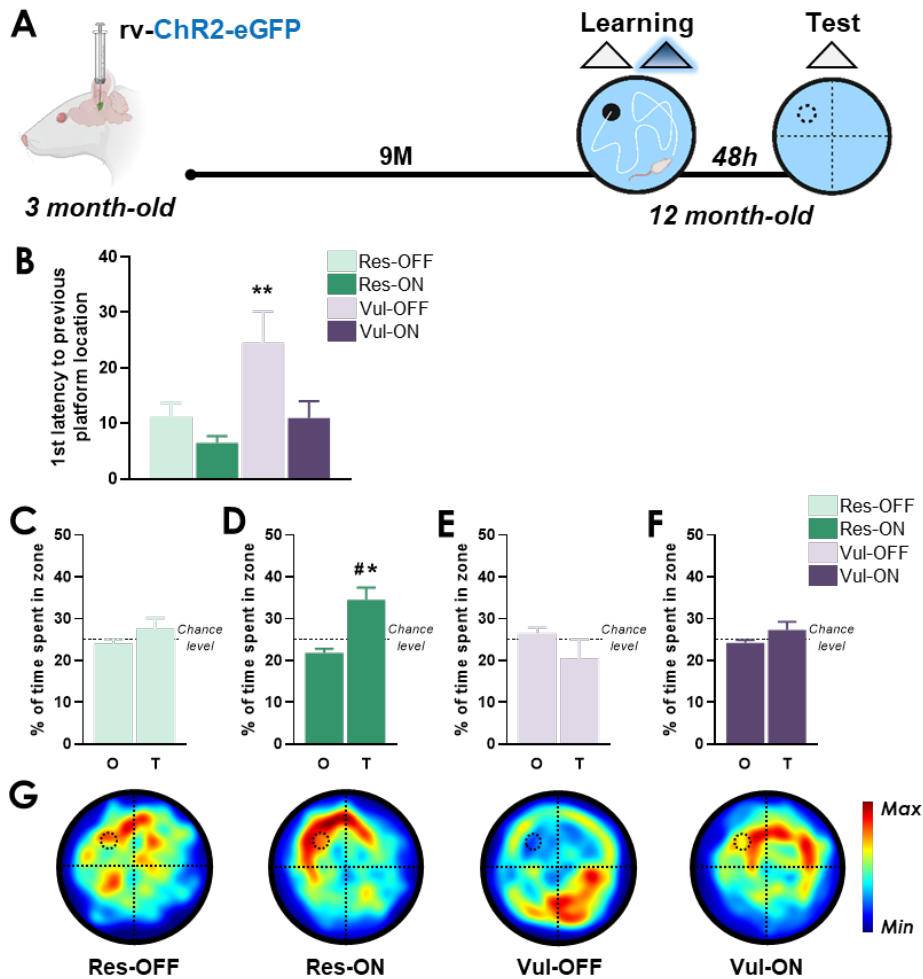 A
rv-ChR2-eGFP
Learning
Test
9M
48h
3 month-old
12 month-old
B
1st latency to previous
platform location
40
30
20
10
0
**
Res-OFF
Res-ON
Vul-OFF
Vul-ON
Res-OFF
Res-ON
Vul-OFF
Vul-ON
C
% of time spent in zone
50
40
30
20
10
0
Chance
level
O T
D
% of time spent in zone
50
40
30
20
10
0
#*
Chance
level
O T
E
% of time spent in zone
50
40
30
20
10
0
Chance
level
O T
F
% of time spent in zone
50
40
30
20
10
0
Chance
level
O T
G
Max
Min
Res-OFF
Res-ON
Vul-OFF
Vul-ON